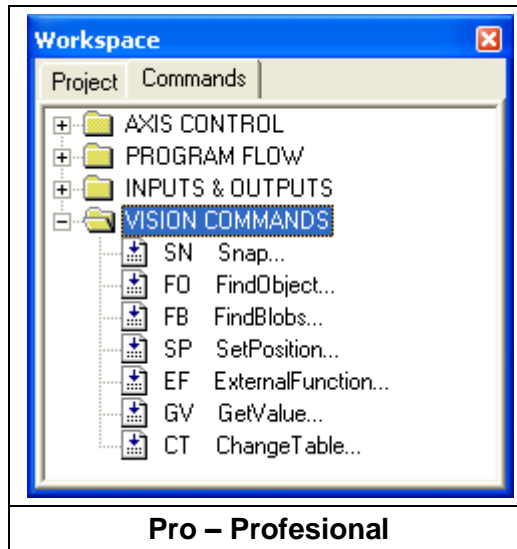 Workspace
Project Commands
AXIS CONTROL
PROGRAM FLOW
INPUTS & OUTPUTS
VISION COMMANDS
SN Snap...
FO FindObject...
FB FindBlobs...
SP SetPosition...
EF ExternalFunction...
GV GetValue...
CT ChangeTable...
Pro – Profesional